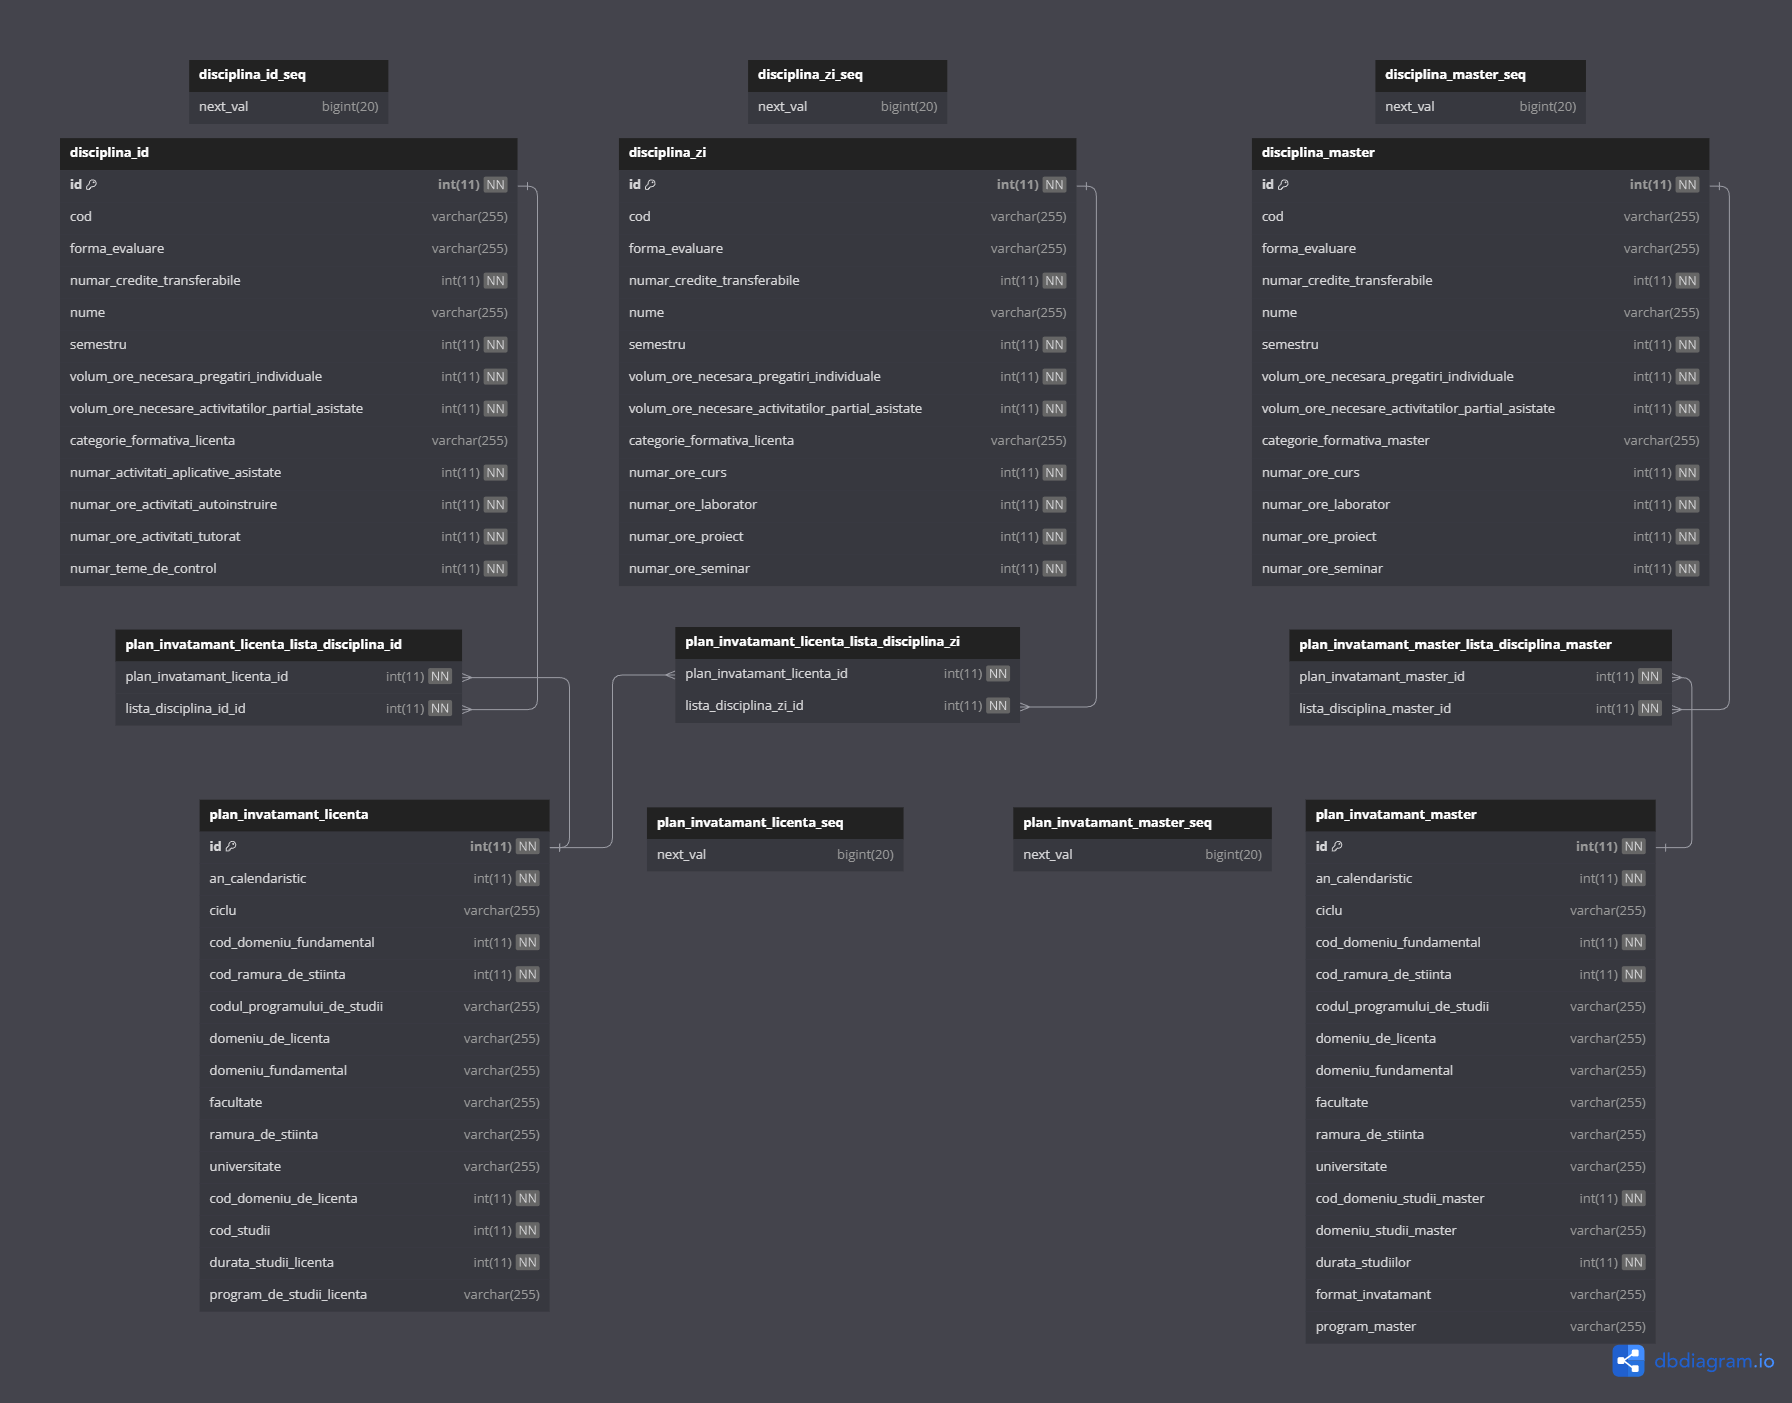 disciplina_id_seq
next_val bigint(20)
disciplina_zi_seq
next_val bigint(20)
disciplina_master_seq
next_val bigint(20)
disciplina_id
id int(11) NN
cod varchar(255)
forma_evaluare varchar(255)
numar_credite_transferabile int(11) NN
nume varchar(255)
semestru int(11) NN
volum_ore_necesara_pregatiri_individuale int(11) NN
volum_ore_necesare_activitatilor_partial_asistate int(11) NN
categorie_formativa_licenta varchar(255)
numar_activitati_aplicative_asistate int(11) NN
numar_ore_activitati_autoinstruire int(11) NN
numar_ore_activitati_tutorat int(11) NN
numar_teme_de_control int(11) NN
disciplina_zi
id int(11) NN
cod varchar(255)
forma_evaluare varchar(255)
numar_credite_transferabile int(11) NN
nume varchar(255)
semestru int(11) NN
volum_ore_necesara_pregatiri_individuale int(11) NN
volum_ore_necesare_activitatilor_partial_asistate int(11) NN
categorie_formativa_licenta varchar(255)
numar_ore_curs int(11) NN
numar_ore_laborator int(11) NN
numar_ore_proiect int(11) NN
numar_ore_seminar int(11) NN
disciplina_master
id int(11) NN
cod varchar(255)
forma_evaluare varchar(255)
numar_credite_transferabile int(11) NN
nume varchar(255)
semestru int(11) NN
volum_ore_necesara_pregatiri_individuale int(11) NN
volum_ore_necesare_activitatilor_partial_asistate int(11) NN
categorie_formativa_master varchar(255)
numar_ore_curs int(11) NN
numar_ore_laborator int(11) NN
numar_ore_proiect int(11) NN
numar_ore_seminar int(11) NN
plan_invatamant_licenta_lista_disciplina_id
plan_invatamant_licenta_id int(11) NN
lista_disciplina_id_id int(11) NN
plan_invatamant_licenta_lista_disciplina_zi
plan_invatamant_licenta_id int(11) NN
lista_disciplina_zi_id int(11) NN
plan_invatamant_master_lista_disciplina_master
plan_invatamant_master_id int(11) NN
lista_disciplina_master_id int(11) NN
plan_invatamant_licenta
id int(11) NN
an_calendaristic int(11) NN
ciclu varchar(255)
cod_domeniu_fundamental int(11) NN
cod_ramura_de_stiinta int(11) NN
codul_programului_de_studii varchar(255)
domeniu_de_licenta varchar(255)
domeniu_fundamental varchar(255)
facultate varchar(255)
ramura_de_stiinta varchar(255)
universitate varchar(255)
cod_domeniu_de_licenta int(11) NN
cod_studii int(11) NN
durata_studii_licenta int(11) NN
program_de_studii_licenta varchar(255)
plan_invatamant_licenta_seq
next_val bigint(20)
plan_invatamant_master_seq
next_val bigint(20)
plan_invatamant_master
id int(11) NN
an_calendaristic int(11) NN
ciclu varchar(255)
cod_domeniu_fundamental int(11) NN
cod_ramura_de_stiinta int(11) NN
codul_programului_de_studii varchar(255)
domeniu_de_licenta varchar(255)
domeniu_fundamental varchar(255)
facultate varchar(255)
ramura_de_stiinta varchar(255)
universitate varchar(255)
cod_domeniu_studii_master int(11) NN
domeniu_studii_master varchar(255)
durata_studiilor int(11) NN
format_invatamant varchar(255)
program_master varchar(255)
dbdiagram.io